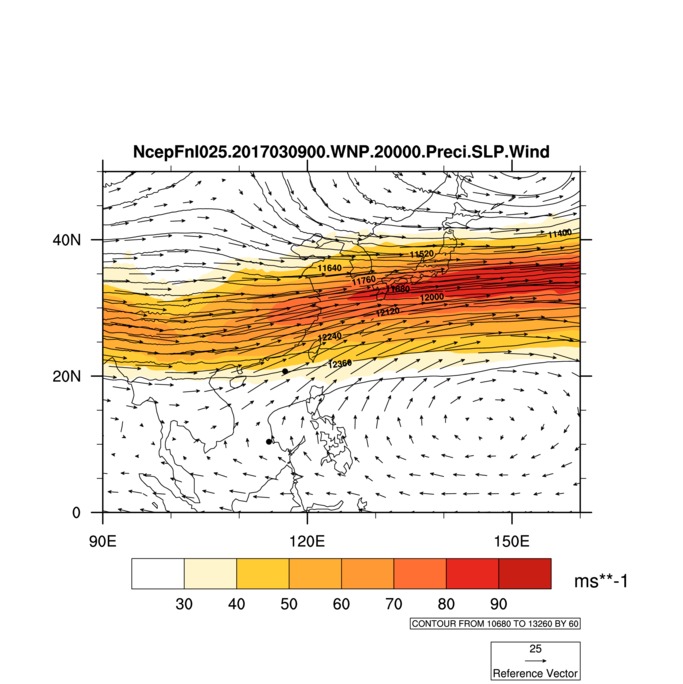 NcepFnl025.2017030900.WNP.20000.Preci.SLP.Wind
11400
40N
11520
11640
11760
11880
12000
12120
12240
12360
20N
0
90E 120E 150E
ms**-1
30 40 50 60 70 80 90
CONTOUR FROM 10680 TO 13260 BY 60
25
Reference Vector